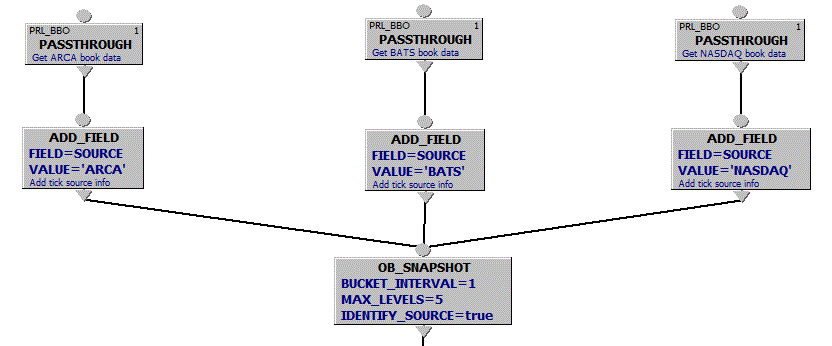 PRL_BBO 1
PASSTHROUGH
Get ARCA book data
PRL_BBO 1
PASSTHROUGH
Get BATS book data
PRL_BBO 1
PASSTHROUGH
Get NASDAQ book data
ADD_FIELD
FIELD=SOURCE
VALUE='ARCA'
Add tick source info
ADD_FIELD
FIELD=SOURCE
VALUE='BATS'
Add tick source info
ADD_FIELD
FIELD=SOURCE
VALUE='NASDAQ'
Add tick source info
OB_SNAPSHOT
BUCKET_INTERVAL=1
MAX_LEVELS=5
IDENTIFY_SOURCE=true